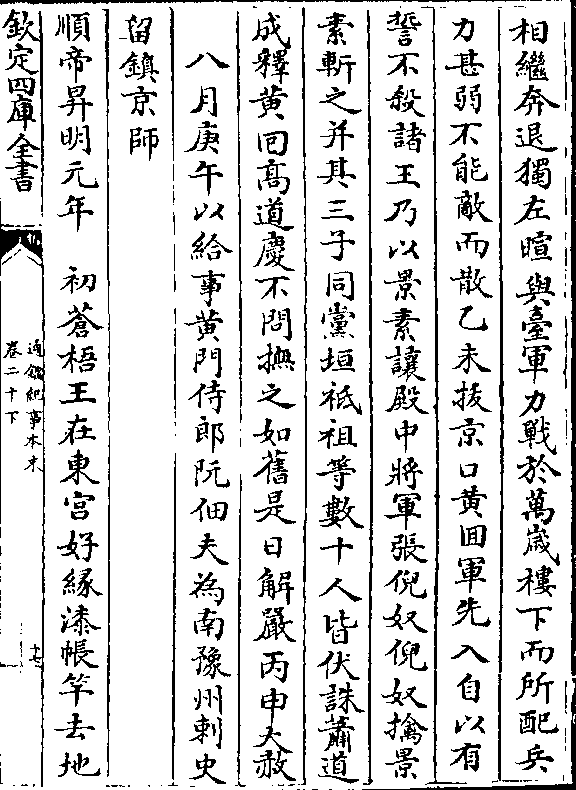 相繼奔退獨左暄與臺軍力戰於萬歲樓下而所配兵
力甚弱不能敵而散乙未拔京口黄回軍先入自以有
誓不殺諸王乃以景素讓殿中將軍張倪奴倪奴擒景
素斬之并其三子同黨垣祗祖等數十人皆伏誅蕭道
成釋黄回高道慶不問撫之如舊是日解嚴丙申大赦
八月庚午以給事黄門侍郎阮佃夫為南豫州刺史
留鎮京師
順帝昇明元年　初蒼梧王在東宮好緣漆帳竿去地
欽定四庫全書
通鑑紀事本末
卷二十下
十七